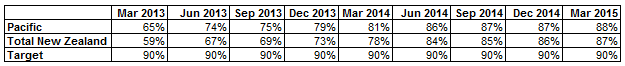 Mar 2013 Jun 2013 Sep 2013 Dec 2013 Mar 2014 Jun 2014 Sep 2014 Dec 2014 Mar 2015
Pacific 65% 74% 75% 79% 81% 86% 87% 87% 88%
Total New Zealand 59% 67% 69% 73% 78% 84% 85% 86% 87%
Target 90% 90% 90% 90% 90% 90% 90% 90% 90%